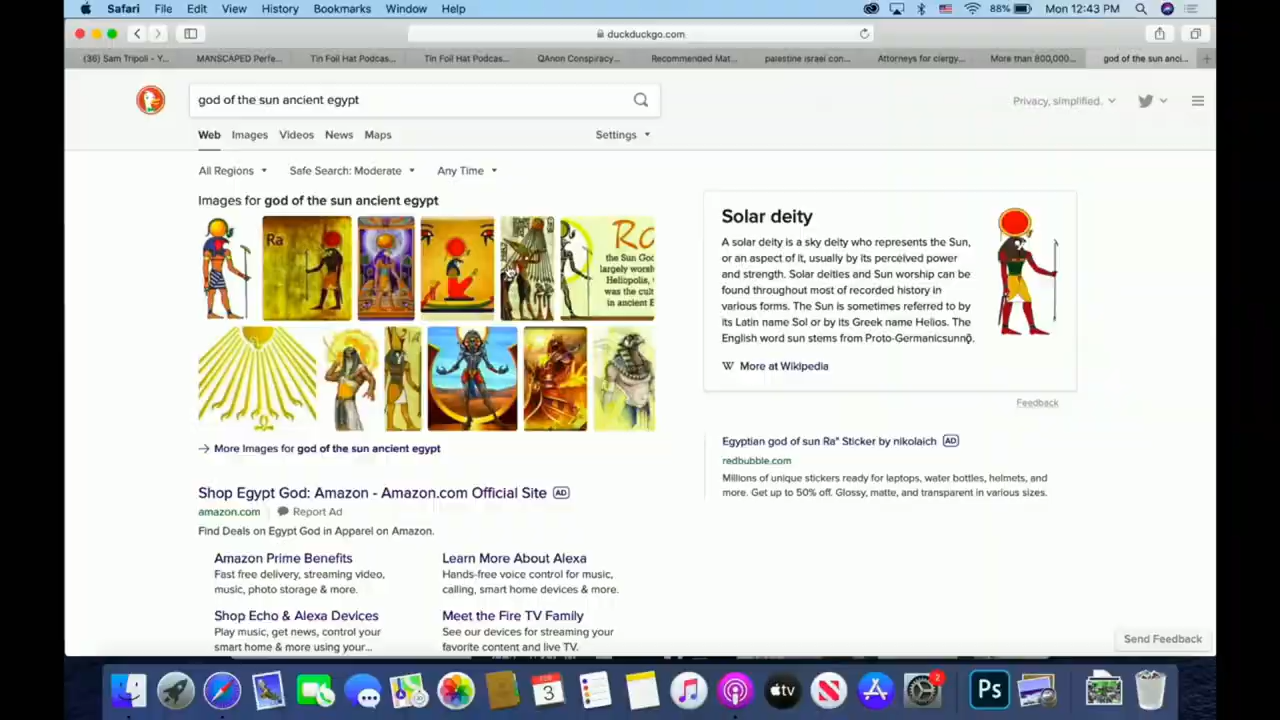 Safari File Edit View History Bookmarks Window Help
88% Mon 12:43 PM
duckduckgo.com
(36) Sam Tripoli - Y...
MANSCAPED Perfe...
Tin Foil Hat Podcas...
Tin Foil Hat Podcas...
QAnon Conspiracy...
Recommended Mat...
palestine israel con...
Attorneys for clergy...
More than 800,000...
god of the sun anci...
god of the sun ancient egypt
Privacy, simplified.
Web Images Videos News Maps
Settings
All Regions Safe Search: Moderate Any Time
Images for god of the sun ancient egypt
Ra
the Sun God
largely worsh
Heliopolis,
was the cult
in ancient E
More Images for god of the sun ancient egypt
Shop Egypt God: Amazon - Amazon.com Official Site AD
amazon.com Report Ad
Find Deals on Egypt God in Apparel on Amazon.
Amazon Prime Benefits
Fast free delivery, streaming video,
music, photo storage & more.
Learn More About Alexa
Hands-free voice control for music,
calling, smart home devices & more.
Shop Echo & Alexa Devices
Play music, get news, control your
smart home & more using your...
Meet the Fire TV Family
See our devices for streaming your
favorite content and live TV.
Solar deity
A solar deity is a sky deity who represents the Sun,
or an aspect of it, usually by its perceived power
and strength. Solar deities and Sun worship can be
found throughout most of recorded history in
various forms. The Sun is sometimes referred to by
its Latin name Sol or by its Greek name Helios. The
English word sun stems from Proto-Germanicsunnǭ.
W More at Wikipedia
Feedback
Egyptian god of sun Ra" Sticker by nikolaich AD
redbubble.com
Millions of unique stickers ready for laptops, water bottles, helmets, and
more. Get up to 50% off. Glossy, matte, and transparent in various sizes.
Send Feedback
3
tv
2
Ps